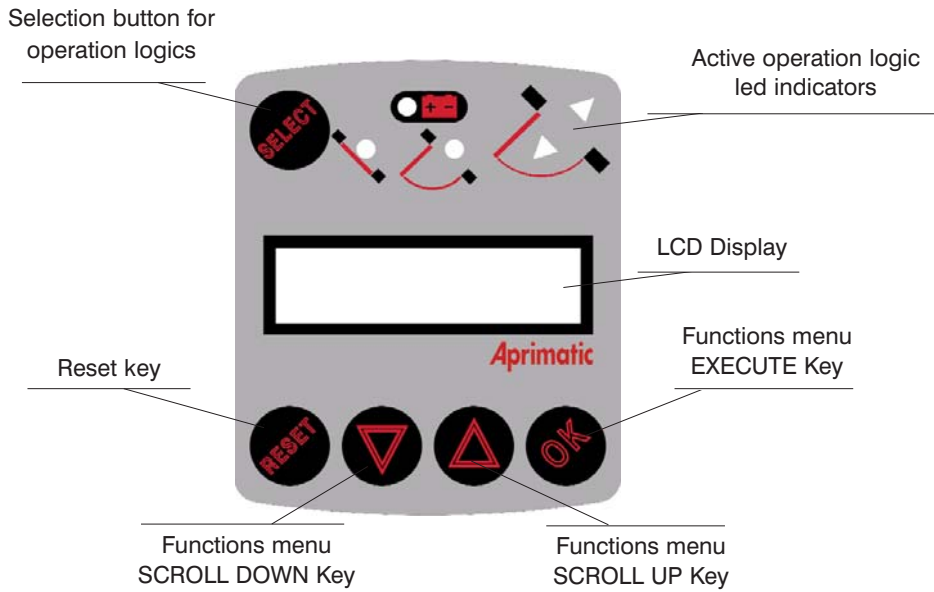 Selection button for
operation logics
Active operation logic
led indicators
SELECT
+ -
LCD Display
Aprimatic
Functions menu
EXECUTE Key
Reset key
RESET
OK
Functions menu
SCROLL DOWN Key
Functions menu
SCROLL UP Key